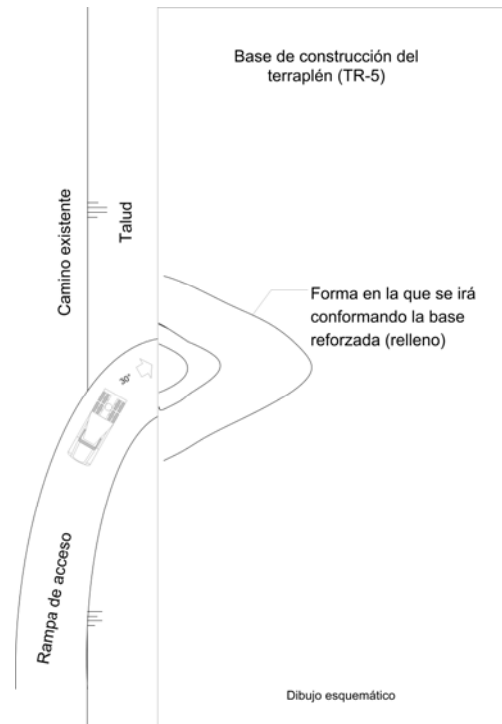 Base de construcción del
terraplén (TR-5)
Camino existente
Talud
Forma en la que se irá
conformando la base
reforzada (relleno)
30°
Rampa de acceso
Dibujo esquemático